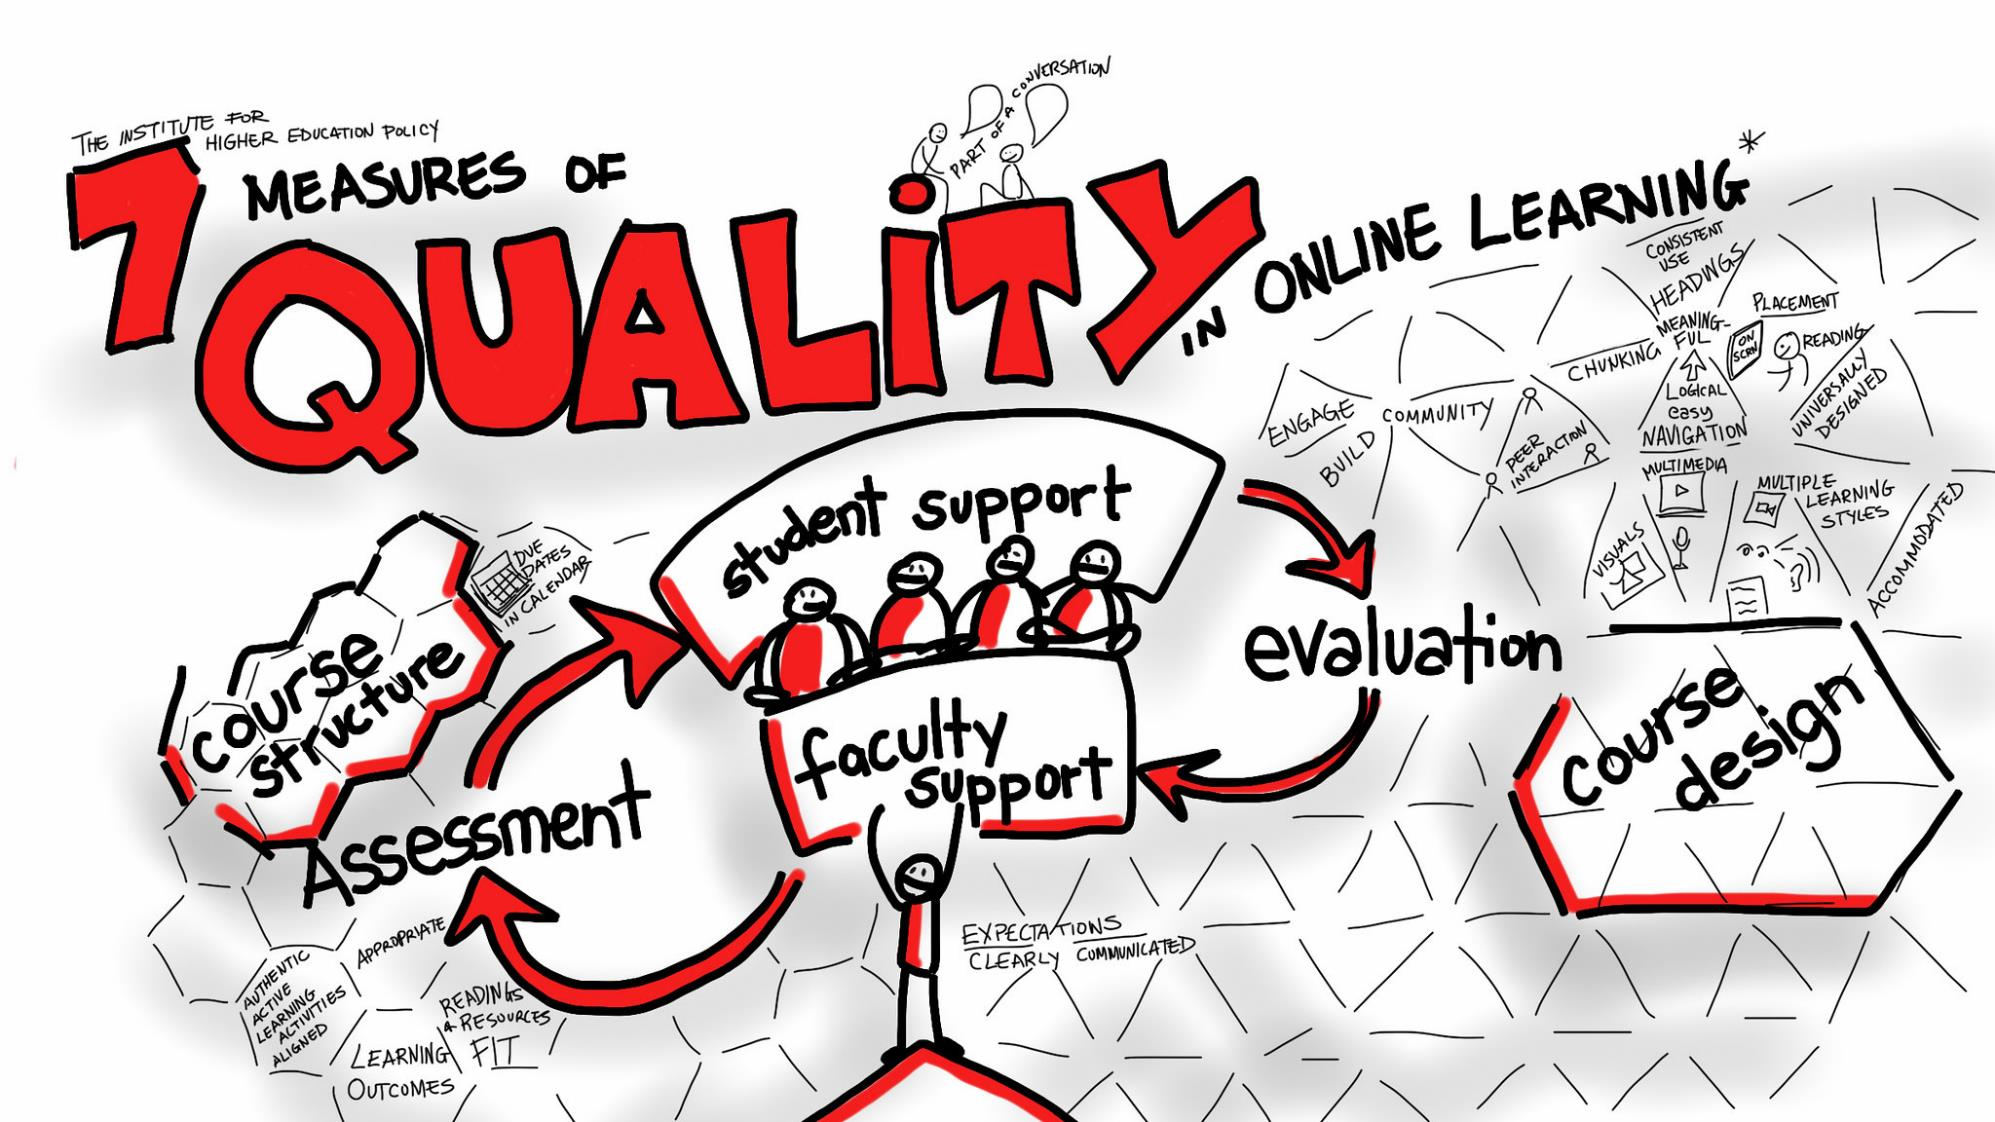 THE INSTITUTE FOR
HIGHER EDUCATION POLICY
7 MEASURES OF
QUALiTY
IN ONLINE LEARNING*
PART OF A CONVERSATION
student support
faculty
support
evaluation
Assessment
course
structure
course
design
DUE
DATES
IN CALENDAR
ENGAGE
BUILD
COMMUNITY
PEER
INTERACTION
CHUNKING
CONSISTENT
USE
HEADINGS
MEANING-
FUL
LOGICAL
easy
NAVIGATION
PLACEMENT
ON
SCRN
READING
UNIVERSALLY
DESIGNED
MULTIMEDIA
VISUALS
MULTIPLE
LEARNING
STYLES
ACCOMMODATED
EXPECTATIONS
CLEARLY COMMUNICATED
APPROPRIATE
AUTHENTIC
ACTIVE
LEARNING
ACTIVITIES
ALIGNED
LEARNING
OUTCOMES
READINGS
& RESOURCES
FIT